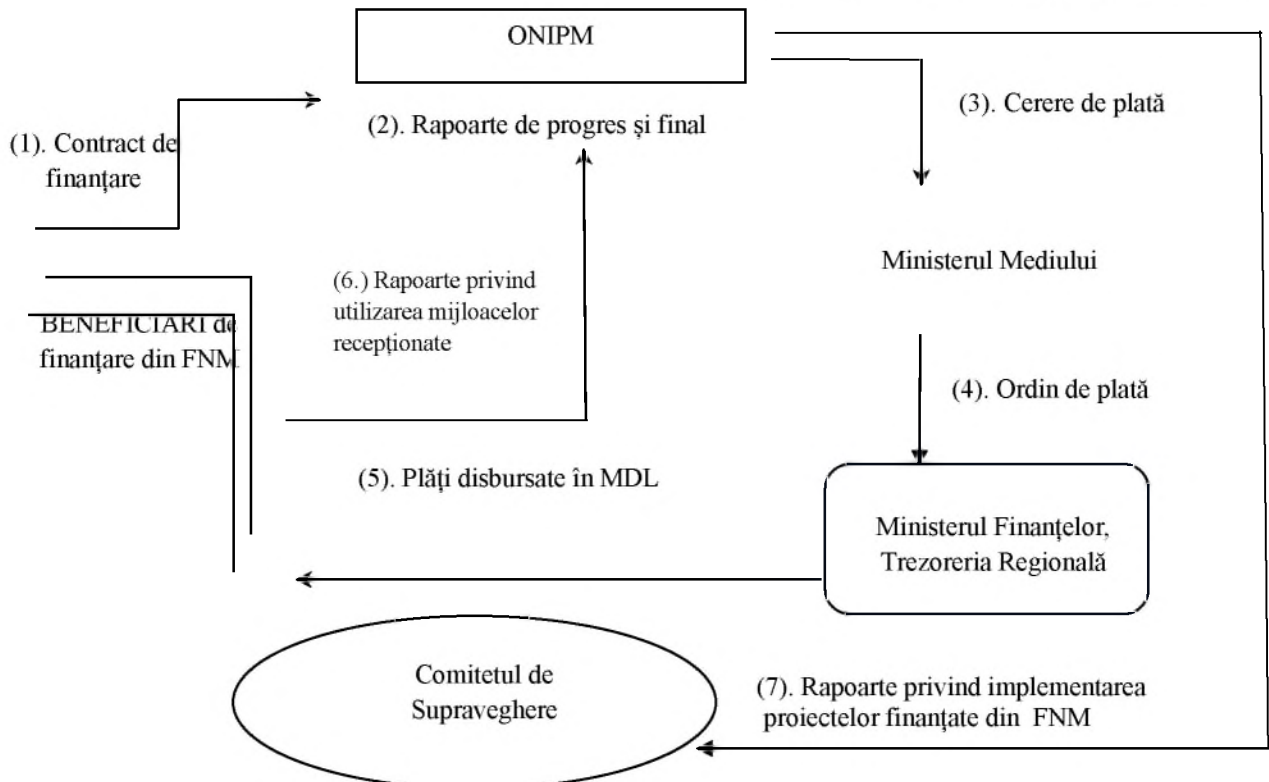 ONIPM
(3). Cerere de plată
(2). Rapoarte de progres și final
(1). Contract de
finanțare
Ministerul Mediului
(6.) Rapoarte privind
utilizarea mijloacelor
recepționate
BENEFICIARI de
finanțare din FNM
(4). Ordin de plată
(5). Plăți disbursate în MDL
Ministerul Finanțelor,
Trezoreria Regională
Comitetul de
Supraveghere
(7). Rapoarte privind implementarea
proiectelor finanțate din FNM